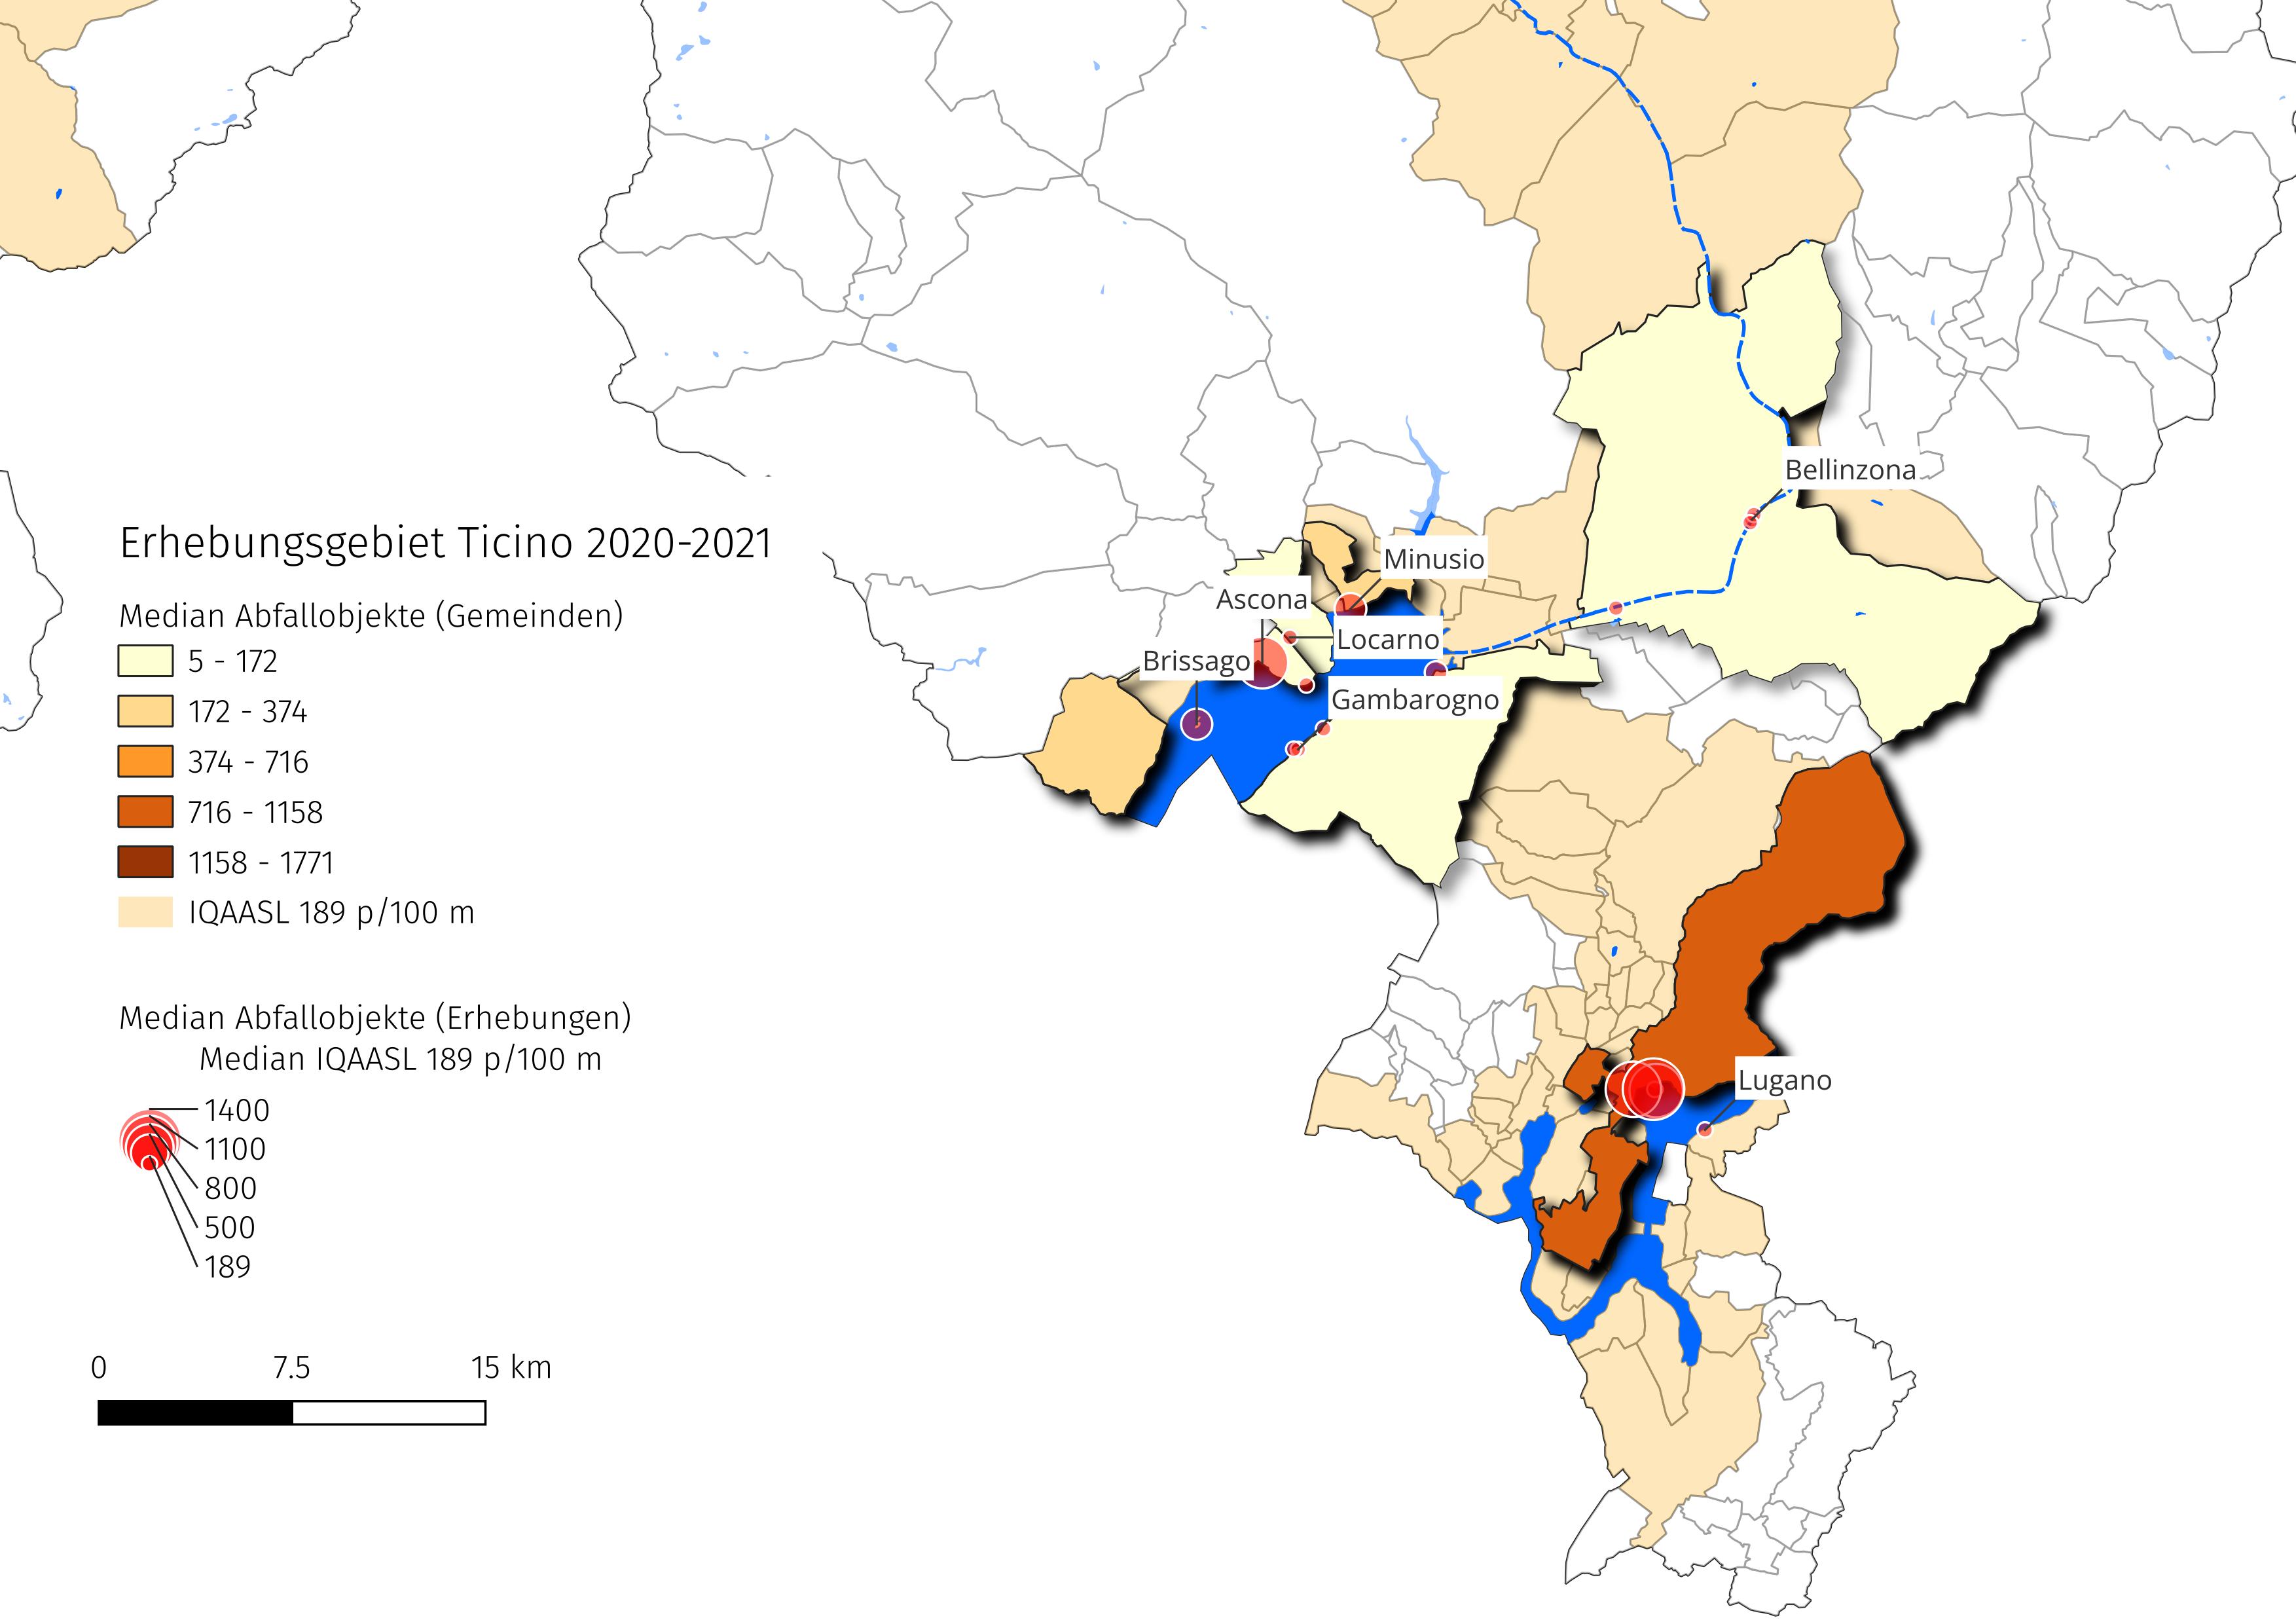 Bellinzona
Erhebungsgebiet Ticino 2020-2021
Minusio
Ascona
Median Abfallobjekte (Gemeinden)
Locarno
5 - 172
Brissago
Gambarogno
172 - 374
374 - 716
716 - 1158
1158 - 1771
IQAASL 189 p/100 m
Median Abfallobjekte (Erhebungen)
Median IQAASL 189 p/100 m
Lugano
1400
1100
800
500
189
0 7.5 15 km